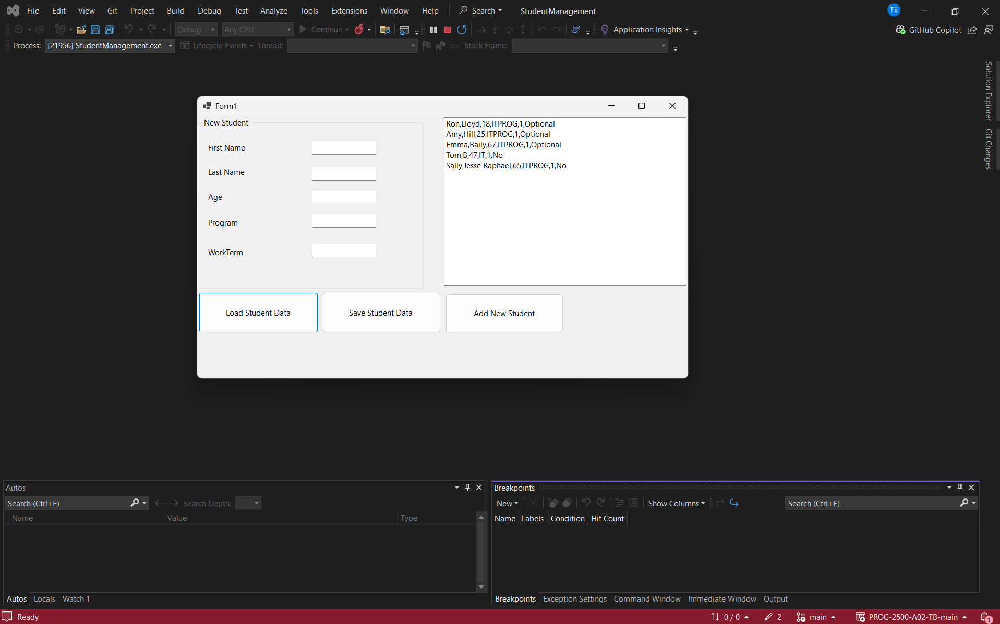 File Edit View Git Project Build Debug Test Analyze Tools Extensions Window Help Search StudentManagement TB
Debug Any CPU Continue Application Insights GitHub Copilot
Process: [21956] StudentManagement.exe Lifecycle Events Thread: Stack Frame:
Solution Explorer
Git Changes
Form1
New Student
First Name
Last Name
Age
Program
WorkTerm
Ron,Lloyd,18,ITPROG,1,Optional
Amy,Hill,25,ITPROG,1,Optional
Emma,Baily,67,ITPROG,1,Optional
Tom,B,47,IT,1,No
Sally,Jesse Raphael,65,ITPROG,1,No
Load Student Data Save Student Data Add New Student
Autos
Search (Ctrl+E) Search Depth:
Name Value Type
Autos Locals Watch 1
Breakpoints
New Show Columns Search (Ctrl+E)
Name Labels Condition Hit Count
Breakpoints Exception Settings Command Window Immediate Window Output
Ready 0 / 0 2 main PROG-2500-A02-TB-main 1